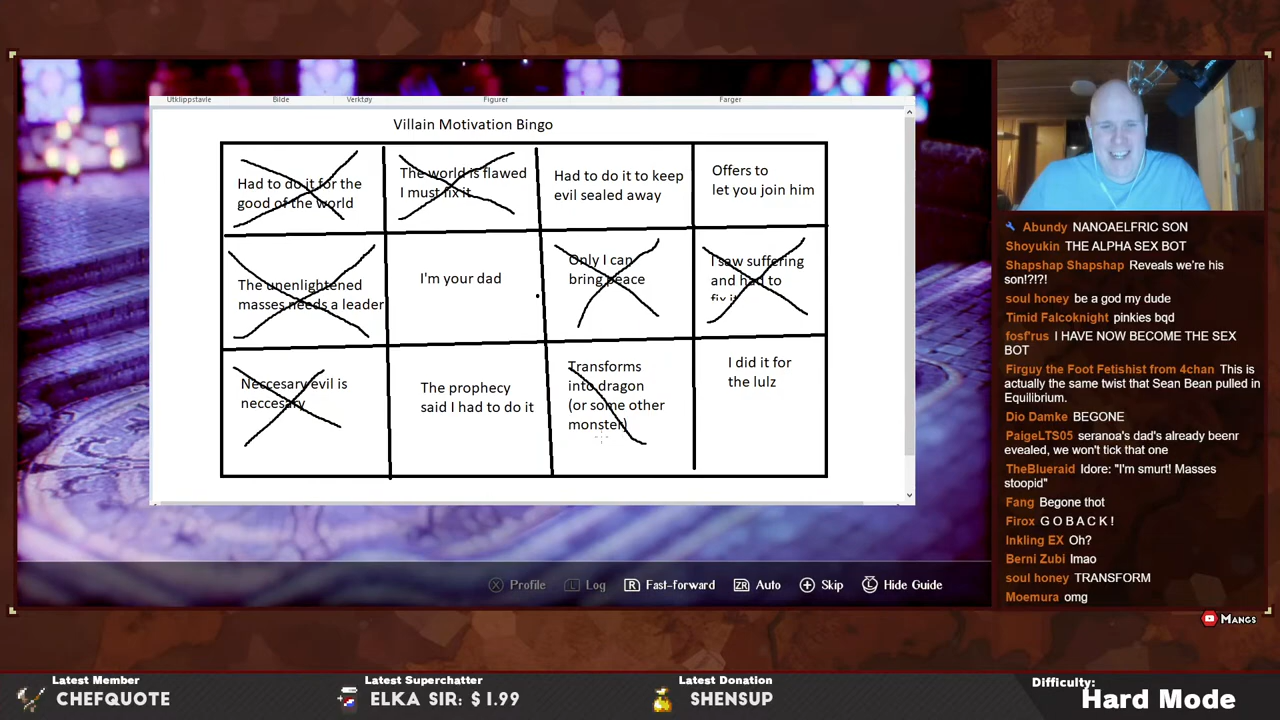 Utklippstavle Bilde Verktøy Figurer Farger
Villain Motivation Bingo
Had to do it for the
good of the world
The world is flawed
I must fix it
Had to do it to keep
evil sealed away
Offers to
let you join him
The unenlightened
masses needs a leader
I'm your dad
Only I can
bring peace
I saw suffering
and had to
fix it
Neccesary evil is
neccesary
The prophecy
said I had to do it
Transforms
into dragon
(or some other
monster)
I did it for
the lulz
X Profile L Log R Fast-forward ZR Auto + Skip L Hide Guide
Abundy NANOAELFRIC SON
Shoyukin THE ALPHA SEX BOT
Shapshap Shapshap Reveals we're his
son!?!?!
soul honey be a god my dude
Timid Falcoknight pinkies bqd
fosf'rus I HAVE NOW BECOME THE SEX
BOT
Firguy the Foot Fetishist from 4chan This is
actually the same twist that Sean Bean pulled in
Equilibrium.
Dio Damke BEGONE
PaigeLTS05 seranoa's dad's already beenr
evealed, we won't tick that one
TheBlueraid Idore: "I'm smurt! Masses
stoopid"
Fang Begone thot
Firox G O B A C K !
Inkling EX Oh?
Berni Zubi lmao
soul honey TRANSFORM
Moemura omg
Mangs
Latest Member
CHEFQUOTE
Latest Superchatter
ELKA SIR: $ 1.99
Latest Donation
SHENSUP
Difficulty:
Hard Mode